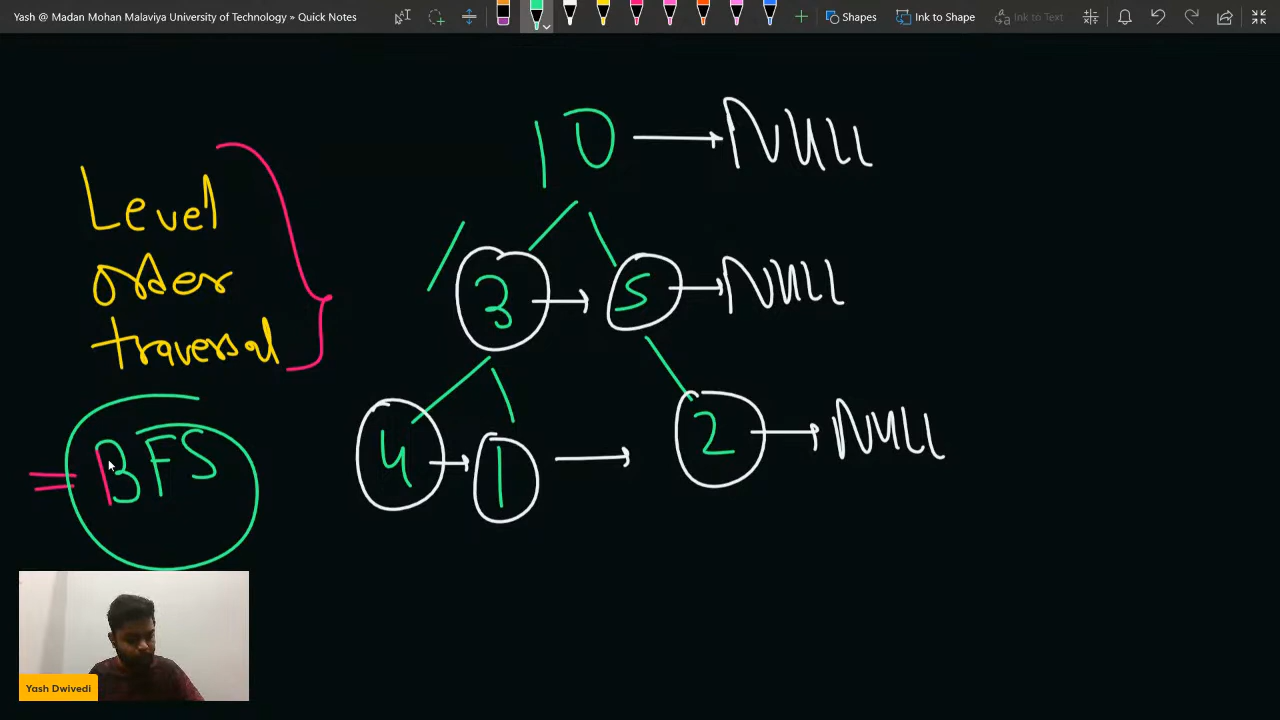 Yash @ Madan Mohan Malaviya University of Technology » Quick Notes
Shapes
Ink to Shape
Ink to Text
10 → NULL
Level
order
traversal
3 → 5 → NULL
4 → 1 → 2 → NULL
= BFS
Yash Dwivedi